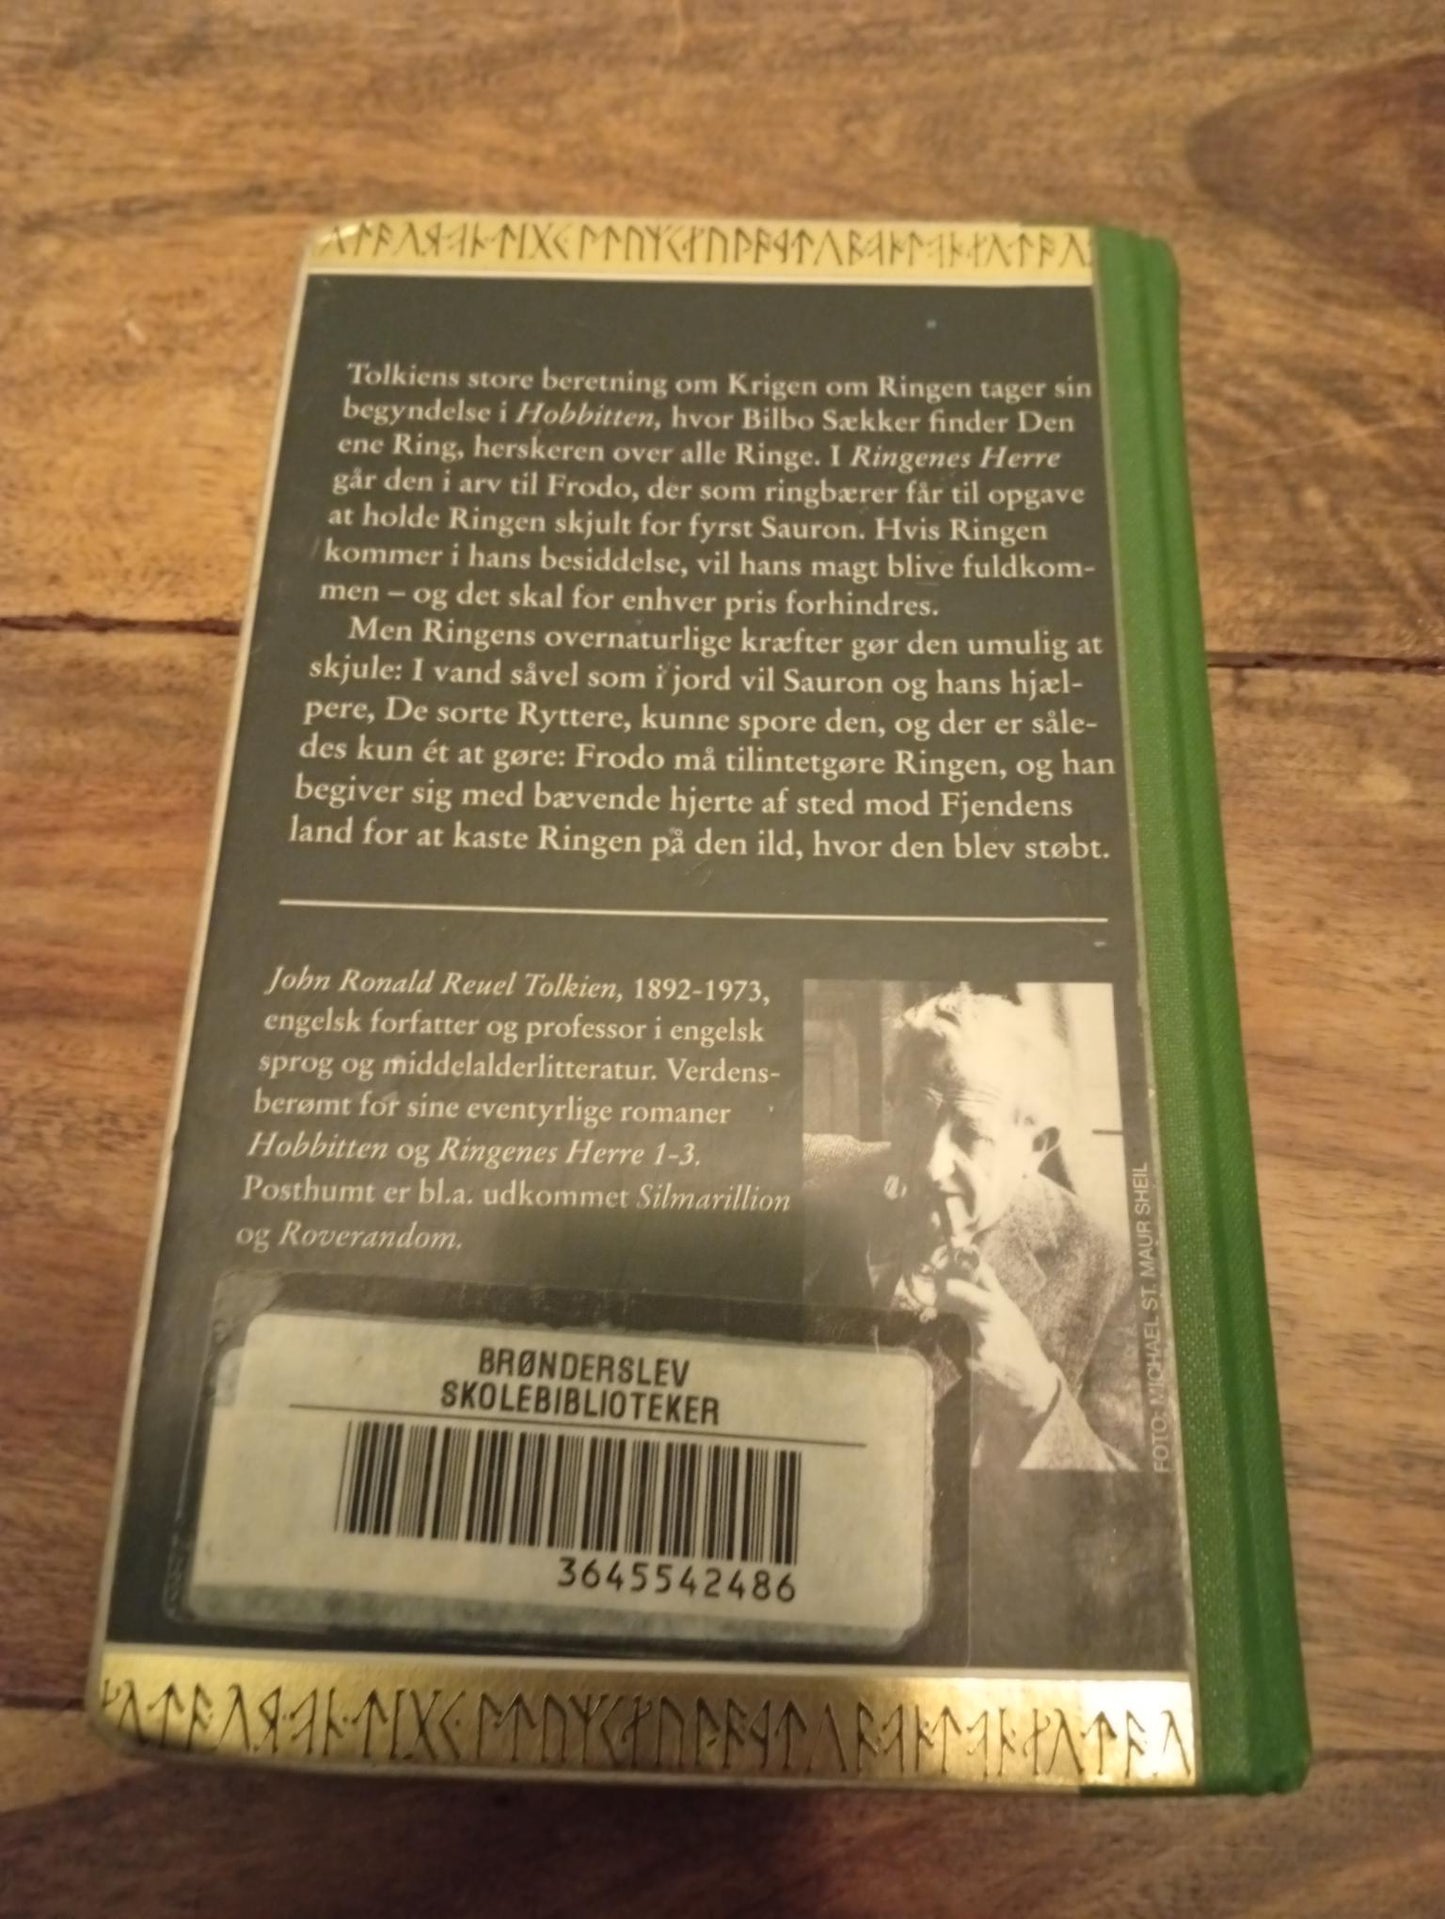 Tolkiens store beretning om Krigen om Ringen tager sin
begyndelse i Hobbitten, hvor Bilbo Sækker finder Den
ene Ring, herskeren over alle Ringe. I Ringenes Herre
går den i arv til Frodo, der som ringbærer får til opgave
at holde Ringen skjult for fyrst Sauron. Hvis Ringen
kommer i hans besiddelse, vil hans magt blive fuldkom-
men – og det skal for enhver pris forhindres.
Men Ringens overnaturlige kræfter gør den umulig at
skjule: I vand såvel som i jord vil Sauron og hans hjæl-
pere, De sorte Ryttere, kunne spore den, og der er såle-
des kun ét at gøre: Frodo må tilintetgøre Ringen, og han
begiver sig med bævende hjerte af sted mod Fjendens
land for at kaste Ringen på den ild, hvor den blev støbt.
John Ronald Reuel Tolkien, 1892-1973,
engelsk forfatter og professor i engelsk
sprog og middelalderlitteratur. Verdens-
berømt for sine eventyrlige romaner
Hobbitten og Ringenes Herre 1-3.
Posthumt er bl.a. udkommet Silmarillion
og Roverandom.
FOTO: MICHAEL ST. MAUR SHEIL
BRØNDERSLEV
SKOLEBIBLIOTEKER
3645542486